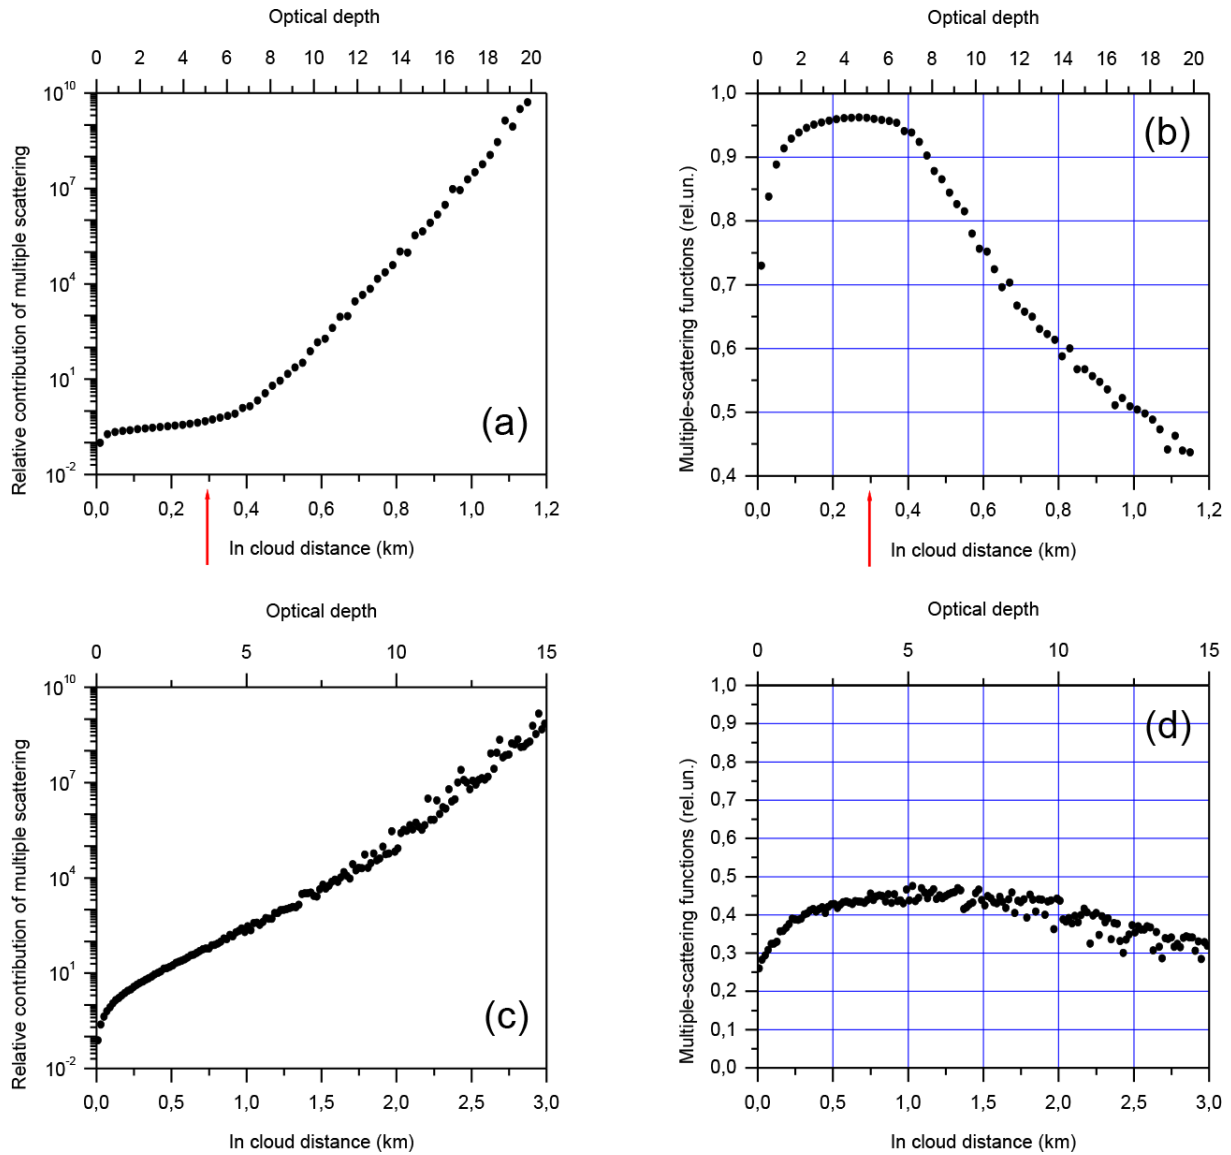 Optical depth
0 2 4 6 8 10 12 14 16 18 20
10^10
10^7
10^4
10^1
10^-2
Relative contribution of multiple scattering
(a)
0,0 0,2 0,4 0,6 0,8 1,0 1,2
In cloud distance (km)
Optical depth
0 2 4 6 8 10 12 14 16 18 20
1,0
0,9
0,8
0,7
0,6
0,5
0,4
Multiple-scattering functions (rel.un.)
(b)
0,0 0,2 0,4 0,6 0,8 1,0 1,2
In cloud distance (km)
Optical depth
0 5 10 15
10^10
10^7
10^4
10^1
10^-2
Relative contribution of multiple scattering
(c)
0,0 0,5 1,0 1,5 2,0 2,5 3,0
In cloud distance (km)
Optical depth
0 5 10 15
1,0
0,9
0,8
0,7
0,6
0,5
0,4
0,3
0,2
0,1
0,0
Multiple-scattering functions (rel.un.)
(d)
0,0 0,5 1,0 1,5 2,0 2,5 3,0
In cloud distance (km)